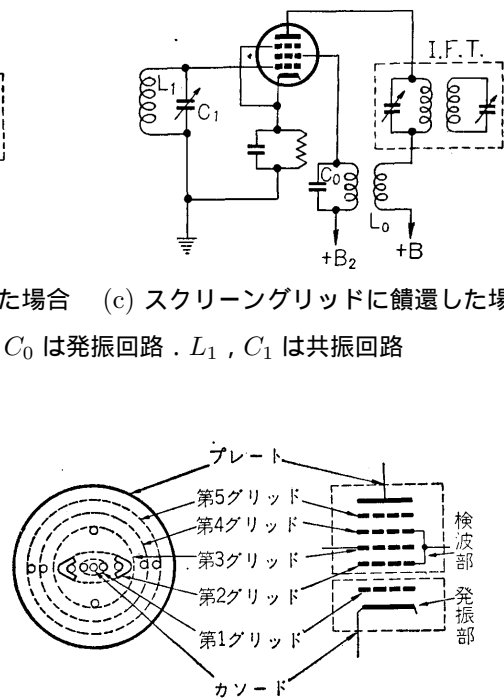 I.F.T.
L₁
C₁
C₀
L₀
+B₂
+B
た場合 (c) スクリーングリッドに饋還した場
C₀ は発振回路．L₁，C₁ は共振回路
プレート
第5グリッド
第4グリッド
第3グリッド
第2グリッド
第1グリッド
カソード
検波部
発振部